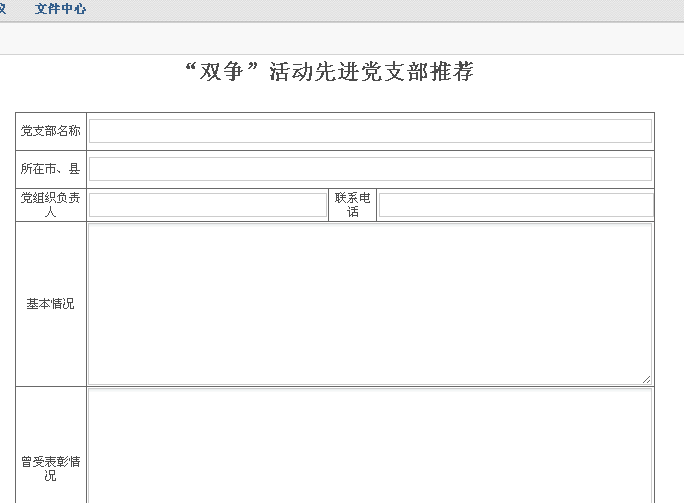 文件中心
“双争”活动先进党支部推荐
党支部名称
所在市、县
党组织负责
人
联系电
话
基本情况
曾受表彰情
况